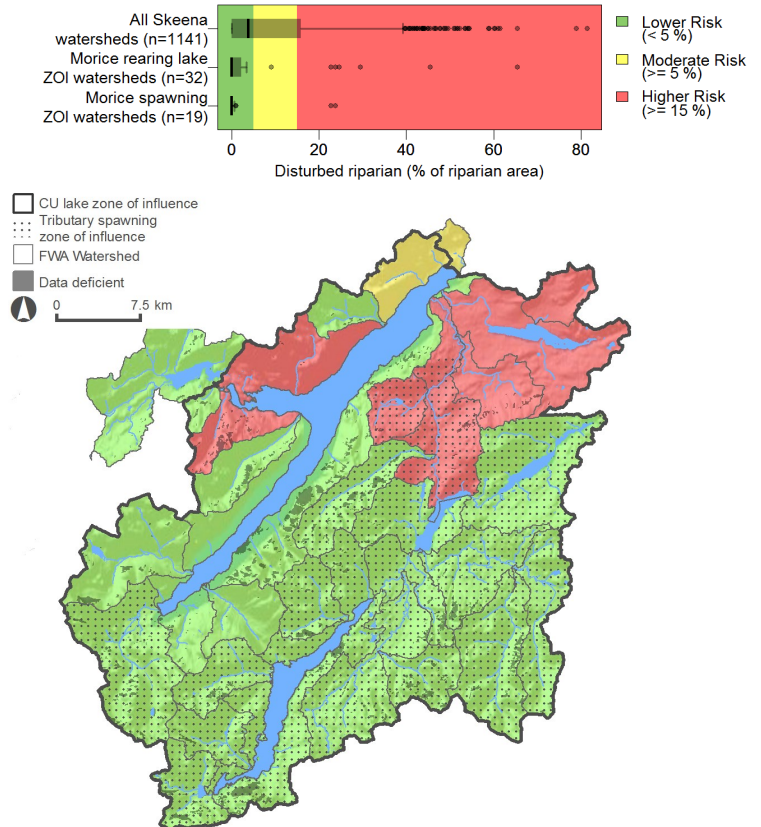 All Skeena
watersheds (n=1141)
Morice rearing lake
ZOI watersheds (n=32)
Morice spawning
ZOI watersheds (n=19)
0 20 40 60 80
Disturbed riparian (% of riparian area)
Lower Risk
(< 5 %)
Moderate Risk
(>= 5 %)
Higher Risk
(>= 15 %)
CU lake zone of influence
Tributary spawning
zone of influence
FWA Watershed
Data deficient
0 7.5 km